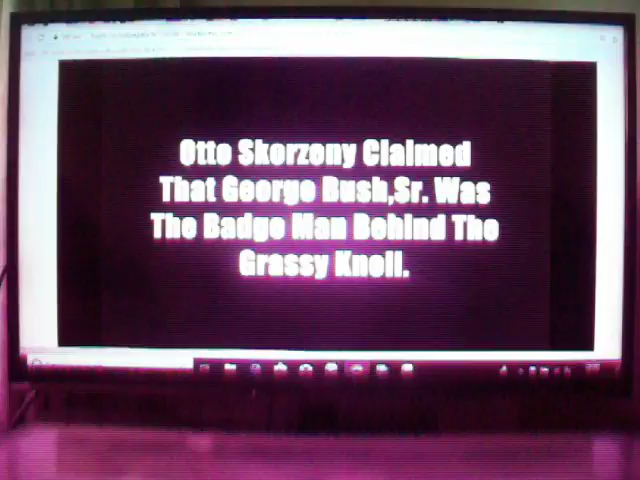 Otto Skorzeny Claimed
That George Bush,Sr. Was
The Badge Man Behind The
Grassy Knoll.